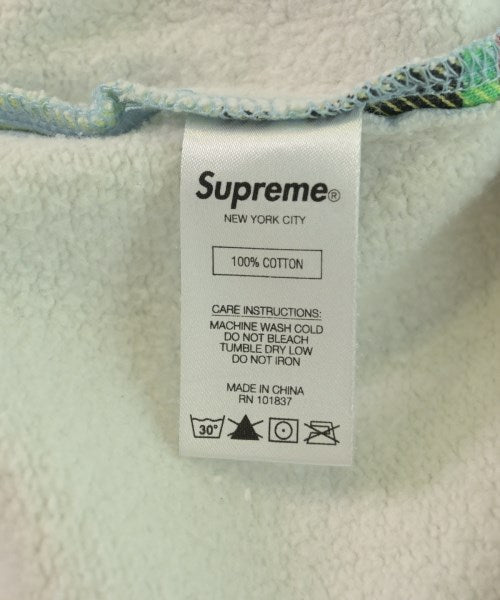 Supreme®
NEW YORK CITY
100% COTTON
CARE INSTRUCTIONS:
MACHINE WASH COLD
DO NOT BLEACH
TUMBLE DRY LOW
DO NOT IRON
MADE IN CHINA
RN 101837
30°